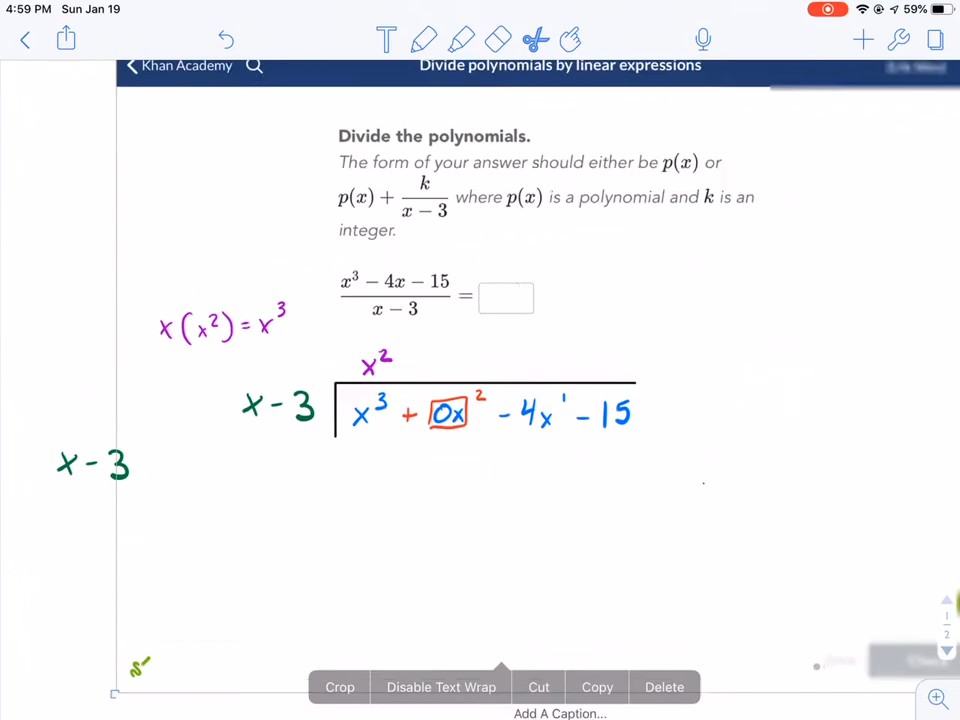 4:59 PM Sun Jan 19 59%
T
Khan Academy Divide polynomials by linear expressions
Divide the polynomials.
The form of your answer should either be p(x) or
p(x) + k/(x − 3) where p(x) is a polynomial and k is an
integer.
(x³ − 4x − 15)/(x − 3) =
x(x²) = x³
x²
x − 3 x³ + 0x² − 4x¹ − 15
x − 3
1
2
Crop Disable Text Wrap Cut Copy Delete
Add A Caption...